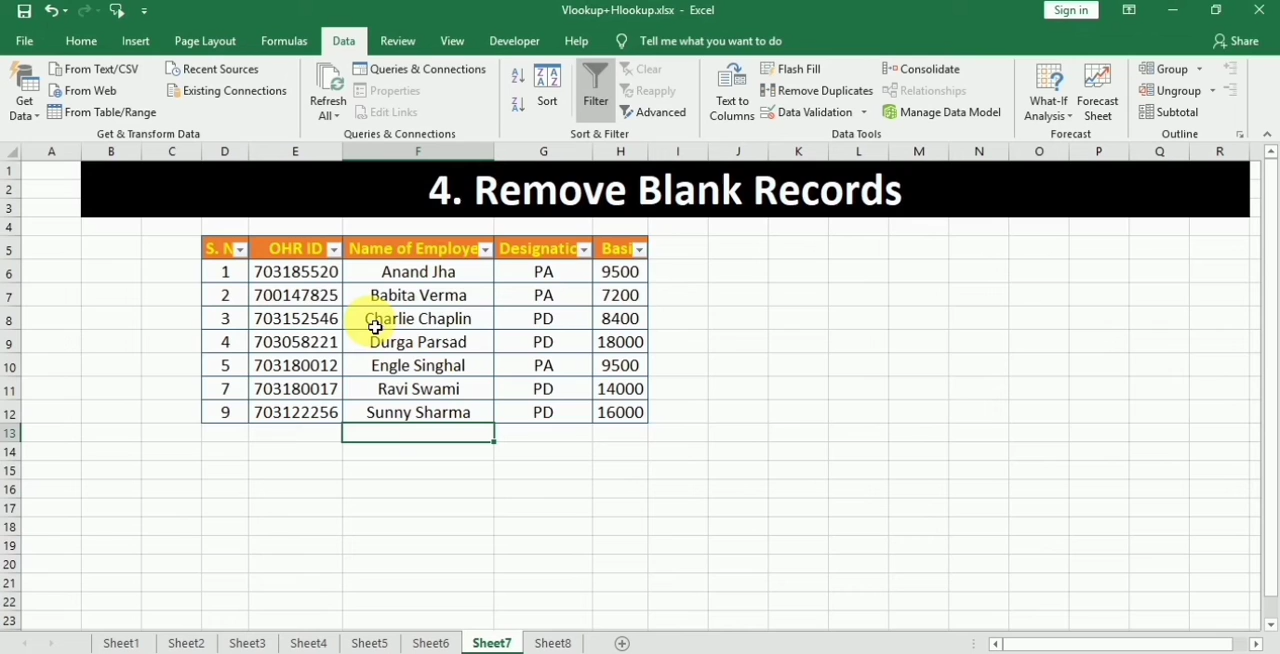 Vlookup+Hlookup.xlsx - Excel
Sign in
File Home Insert Page Layout Formulas Data Review View Developer Help Tell me what you want to do Share
Get Data
From Text/CSV
From Web
From Table/Range
Recent Sources
Existing Connections
Get & Transform Data
Refresh All
Queries & Connections
Properties
Edit Links
Queries & Connections
Sort
Filter
Clear
Reapply
Advanced
Sort & Filter
Text to Columns
Flash Fill
Remove Duplicates
Data Validation
Consolidate
Relationships
Manage Data Model
Data Tools
What-If Analysis
Forecast Sheet
Forecast
Group
Ungroup
Subtotal
Outline
A B C D E F G H I J K L M N O P Q R
1
2
3
4. Remove Blank Records
4
5 S. N OHR ID Name of Employe Designatic Basi
6 1 703185520 Anand Jha PA 9500
7 2 700147825 Babita Verma PA 7200
8 3 703152546 Charlie Chaplin PD 8400
9 4 703058221 Durga Parsad PD 18000
10 5 703180012 Engle Singhal PA 9500
11 7 703180017 Ravi Swami PD 14000
12 9 703122256 Sunny Sharma PD 16000
13
14
15
16
17
18
19
20
21
22
23
Sheet1 Sheet2 Sheet3 Sheet4 Sheet5 Sheet6 Sheet7 Sheet8